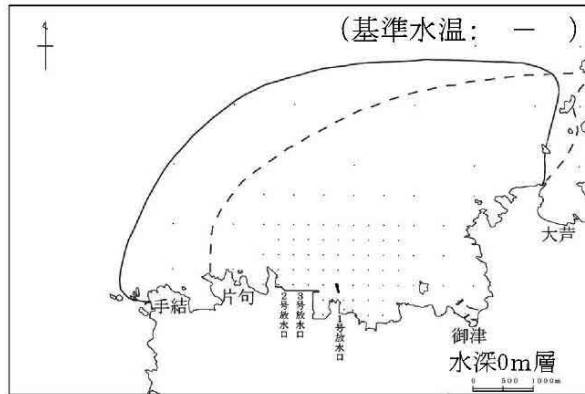 (基準水温: － )
大芦
手結
片句
2号放水口
3号放水口
1号放水口
御津
水深0m層
0 500 1000m